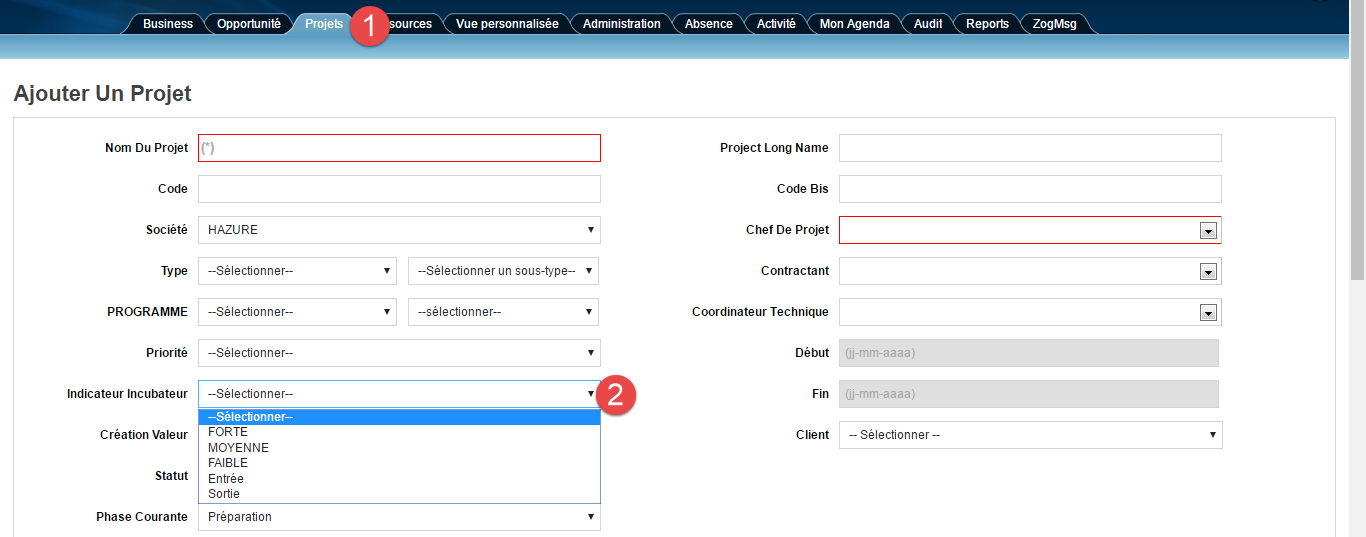 Business Opportunité Projets 1 sources Vue personnalisée Administration Absence Activité Mon Agenda Audit Reports ZogMsg
Ajouter Un Projet
Nom Du Projet (*) Project Long Name
Code Code Bis
Société HAZURE Chef De Projet
Type --Sélectionner-- --Sélectionner un sous-type-- Contractant
PROGRAMME --Sélectionner-- --sélectionner-- Coordinateur Technique
Priorité --Sélectionner-- Début (jj-mm-aaaa)
Indicateur Incubateur --Sélectionner-- 2 Fin (jj-mm-aaaa)
--Sélectionner--
FORTE
Création Valeur MOYENNE Client -- Sélectionner --
FAIBLE
Statut Entrée
Sortie
Phase Courante Préparation